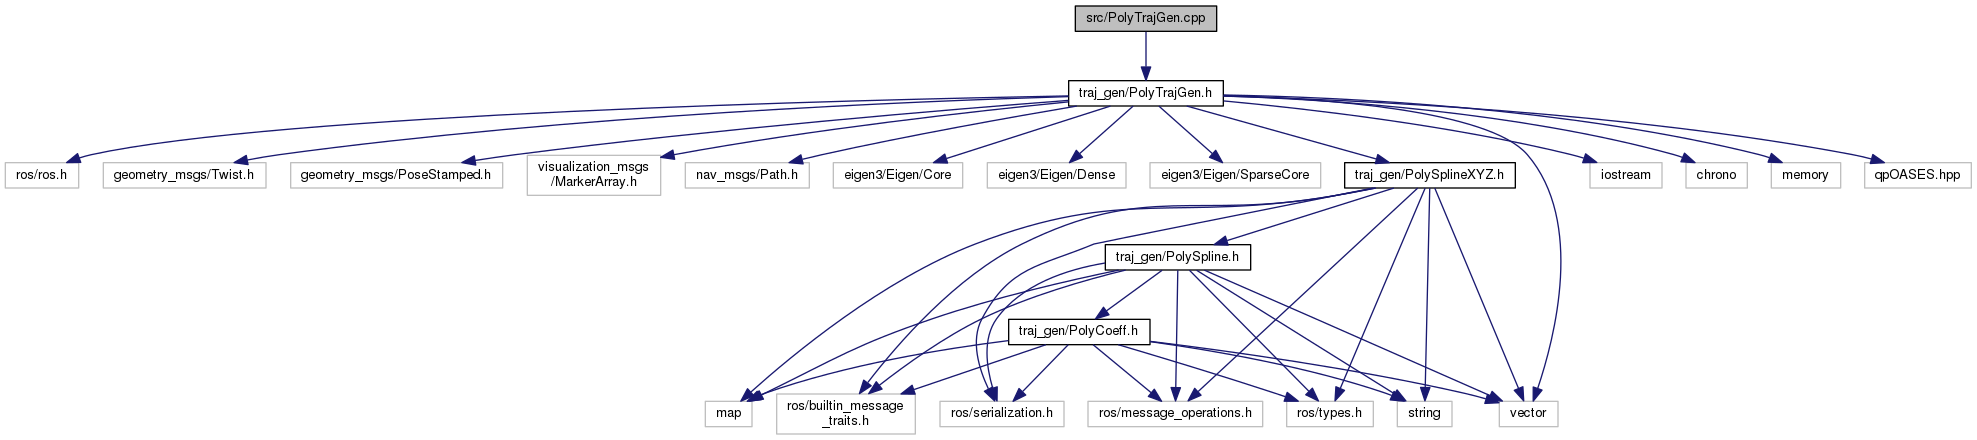 src/PolyTrajGen.cpp
traj_gen/PolyTrajGen.h
ros/ros.h
geometry_msgs/Twist.h
geometry_msgs/PoseStamped.h
visualization_msgs
/MarkerArray.h
nav_msgs/Path.h
eigen3/Eigen/Core
eigen3/Eigen/Dense
eigen3/Eigen/SparseCore
traj_gen/PolySplineXYZ.h
iostream
chrono
memory
qpOASES.hpp
traj_gen/PolySpline.h
traj_gen/PolyCoeff.h
map
ros/builtin_message
_traits.h
ros/serialization.h
ros/message_operations.h
ros/types.h
string
vector